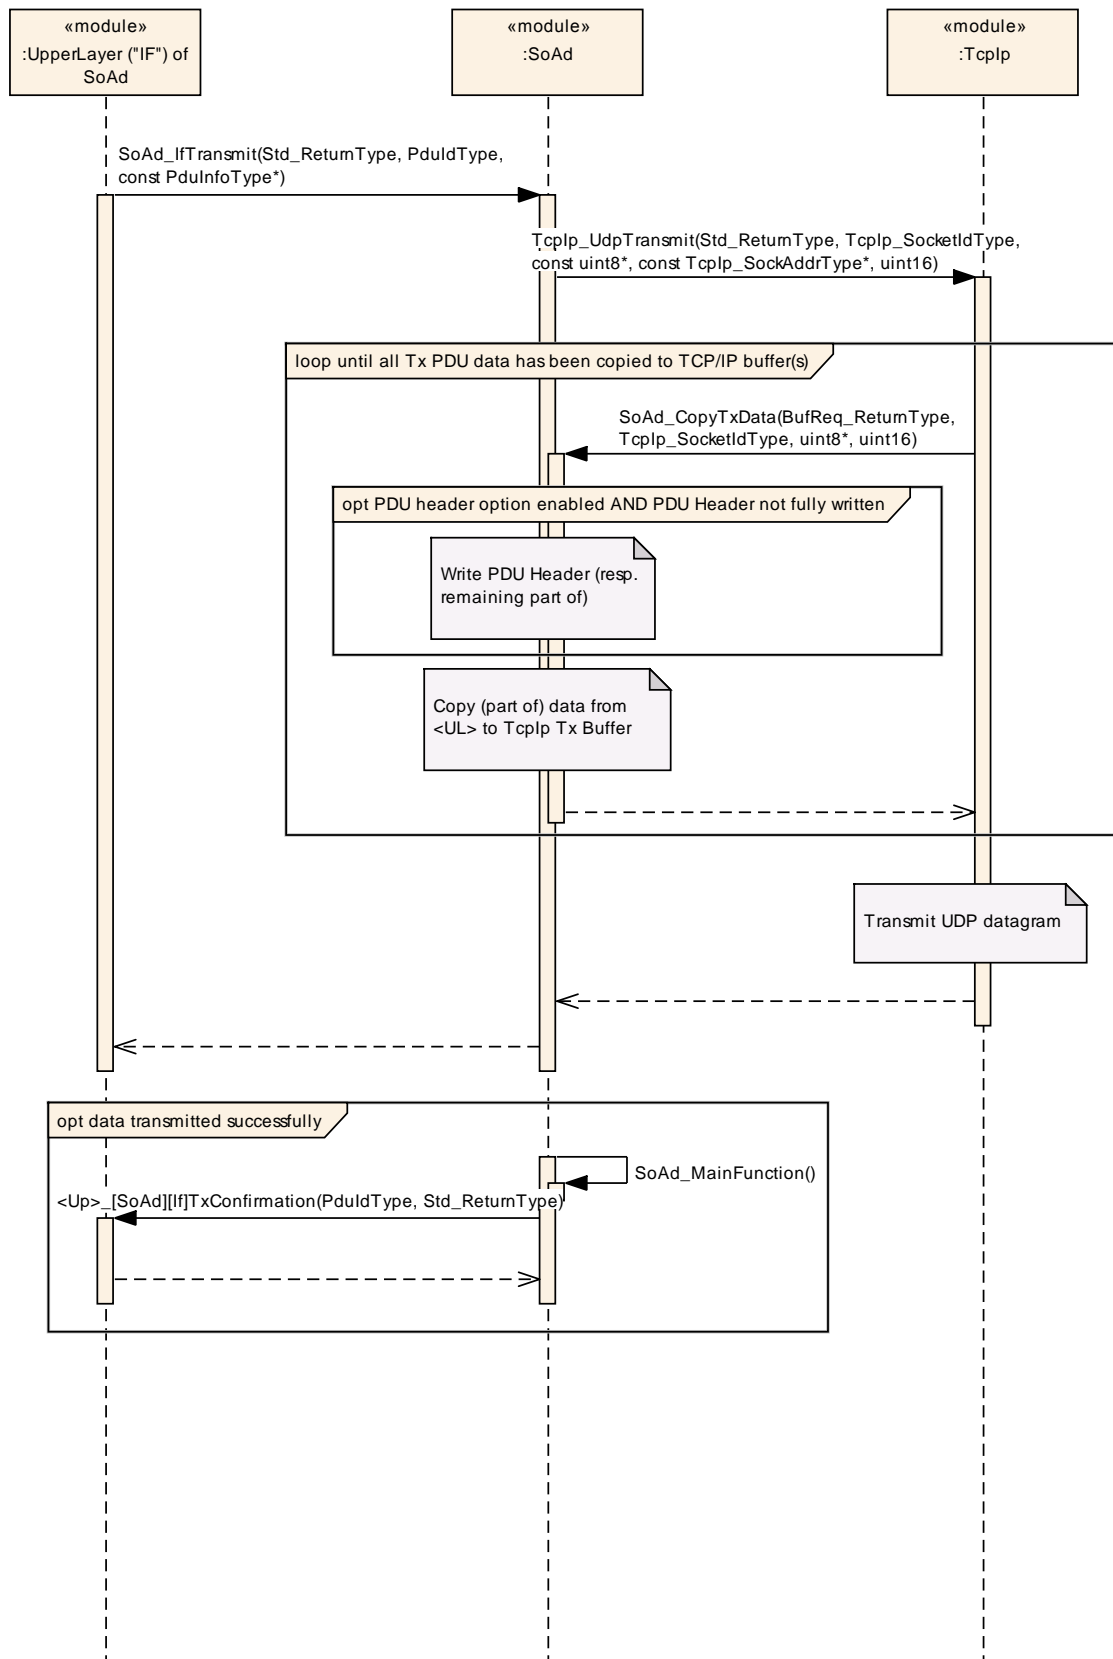 «module»
:UpperLayer ("IF") of
SoAd
«module»
:SoAd
«module»
:TcpIp
SoAd_IfTransmit(Std_ReturnType, PduIdType,
const PduInfoType*)
TcpIp_UdpTransmit(Std_ReturnType, TcpIp_SocketIdType,
const uint8*, const TcpIp_SockAddrType*, uint16)
loop until all Tx PDU data has been copied to TCP/IP buffer(s)
SoAd_CopyTxData(BufReq_ReturnType,
TcpIp_SocketIdType, uint8*, uint16)
opt PDU header option enabled AND PDU Header not fully written
Write PDU Header (resp.
remaining part of)
Copy (part of) data from
<UL> to TcpIp Tx Buffer
Transmit UDP datagram
opt data transmitted successfully
SoAd_MainFunction()
<Up>_[SoAd][If]TxConfirmation(PduIdType, Std_ReturnType)